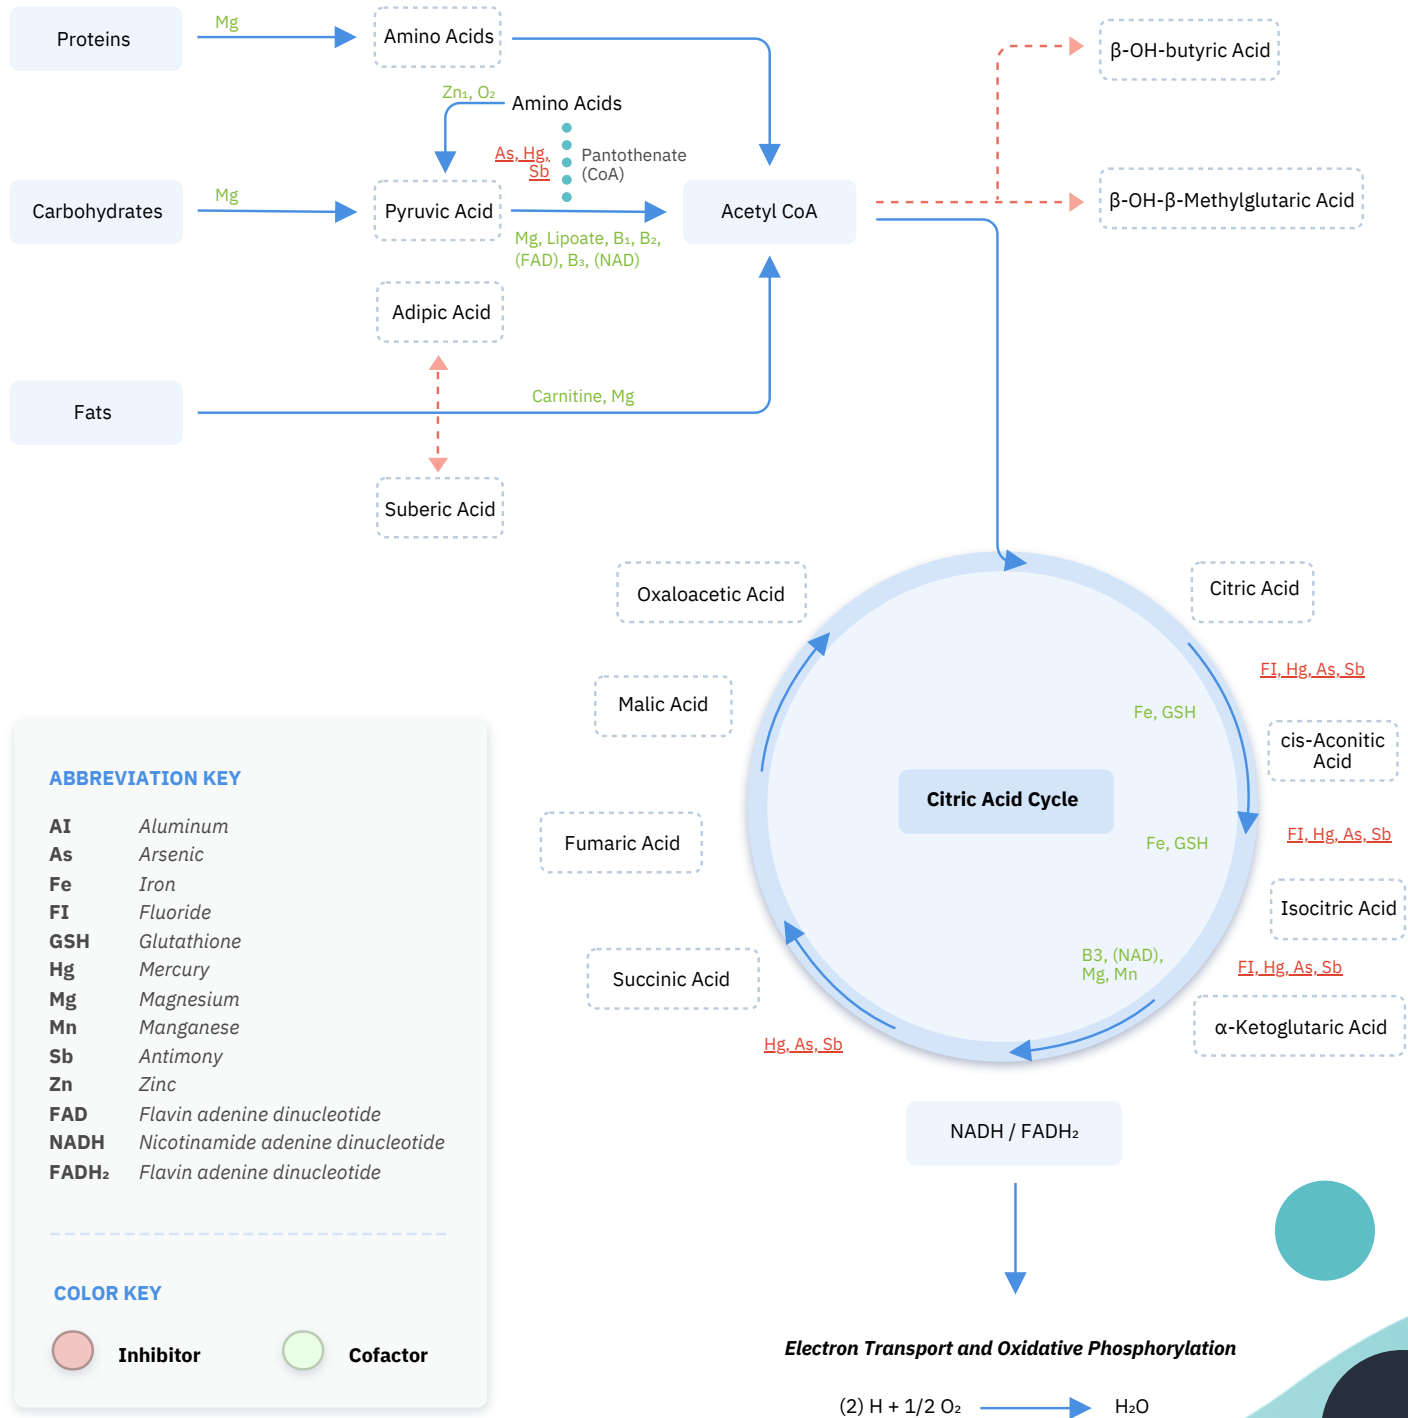 Proteins
Mg
Amino Acids
β-OH-butyric Acid
Zn₁, O₂
Amino Acids
As, Hg,
Sb
Pantothenate
(CoA)
Carbohydrates
Mg
Pyruvic Acid
Acetyl CoA
β-OH-β-Methylglutaric Acid
Mg, Lipoate, B₁, B₂,
(FAD), B₃, (NAD)
Adipic Acid
Fats
Carnitine, Mg
Suberic Acid
Oxaloacetic Acid
Citric Acid
FI, Hg, As, Sb
Malic Acid
Fe, GSH
cis-Aconitic
Acid
Citric Acid Cycle
Fumaric Acid
Fe, GSH
FI, Hg, As, Sb
Isocitric Acid
B3, (NAD),
Mg, Mn
FI, Hg, As, Sb
Succinic Acid
α-Ketoglutaric Acid
Hg, As, Sb
NADH / FADH₂
Electron Transport and Oxidative Phosphorylation
(2) H + 1/2 O₂ H₂O
ABBREVIATION KEY
AI Aluminum
As Arsenic
Fe Iron
FI Fluoride
GSH Glutathione
Hg Mercury
Mg Magnesium
Mn Manganese
Sb Antimony
Zn Zinc
FAD Flavin adenine dinucleotide
NADH Nicotinamide adenine dinucleotide
FADH₂ Flavin adenine dinucleotide
COLOR KEY
Inhibitor Cofactor